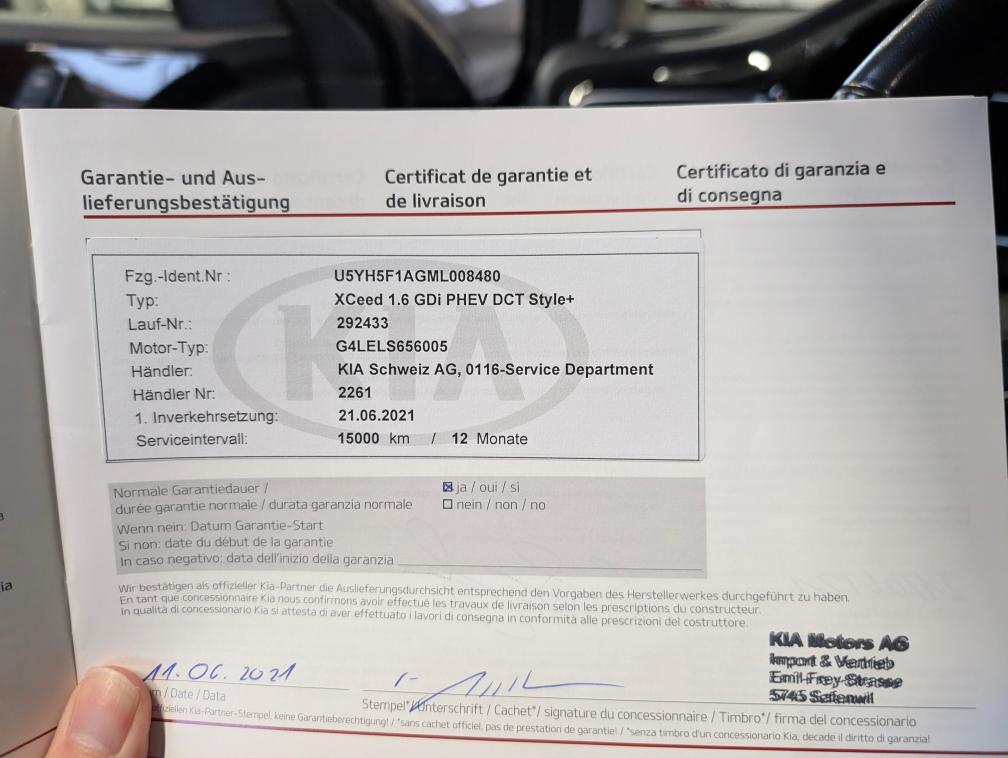 Garantie- und Aus-
lieferungsbestätigung
Certificat de garantie et
de livraison
Certificato di garanzia e
di consegna
KIA
Fzg.-Ident.Nr : U5YH5F1AGML008480
Typ: XCeed 1.6 GDi PHEV DCT Style+
Lauf-Nr.: 292433
Motor-Typ: G4LELS656005
Händler: KIA Schweiz AG, 0116-Service Department
Händler Nr: 2261
1. Inverkehrsetzung: 21.06.2021
Serviceintervall: 15000 km / 12 Monate
Normale Garantiedauer /
durée garantie normale / durata garanzia normale
☒ ja / oui / sì
☐ nein / non / no
Wenn nein: Datum Garantie-Start
Si non: date du début de la garantie
In caso negativo: data dell'inizio della garanzia
Wir bestätigen als offizieller Kia-Partner die Auslieferungsdurchsicht entsprechend den Vorgaben des Herstellerwerkes durchgeführt zu haben.
En tant que concessionnaire Kia nous confirmons avoir effectué les travaux de livraison selon les prescriptions du constructeur.
In qualità di concessionario Kia si attesta di aver effettuato i lavori di consegna in conformità alle prescrizioni del costruttore.
KIA Motors AG
Import & Vertrieb
Emil-Frey-Strasse
5745 Safenwil
11.06.2021
/ Date / Data
Stempel*/Unterschrift / Cachet*/ signature du concessionnaire / Timbro*/ firma del concessionario
Kia-Partner-Stempel, keine Garantieberechtigung! / *sans cachet officiel, pas de prestation de garantie! / *senza timbro d'un concessionario Kia, decade il diritto di garanzia!